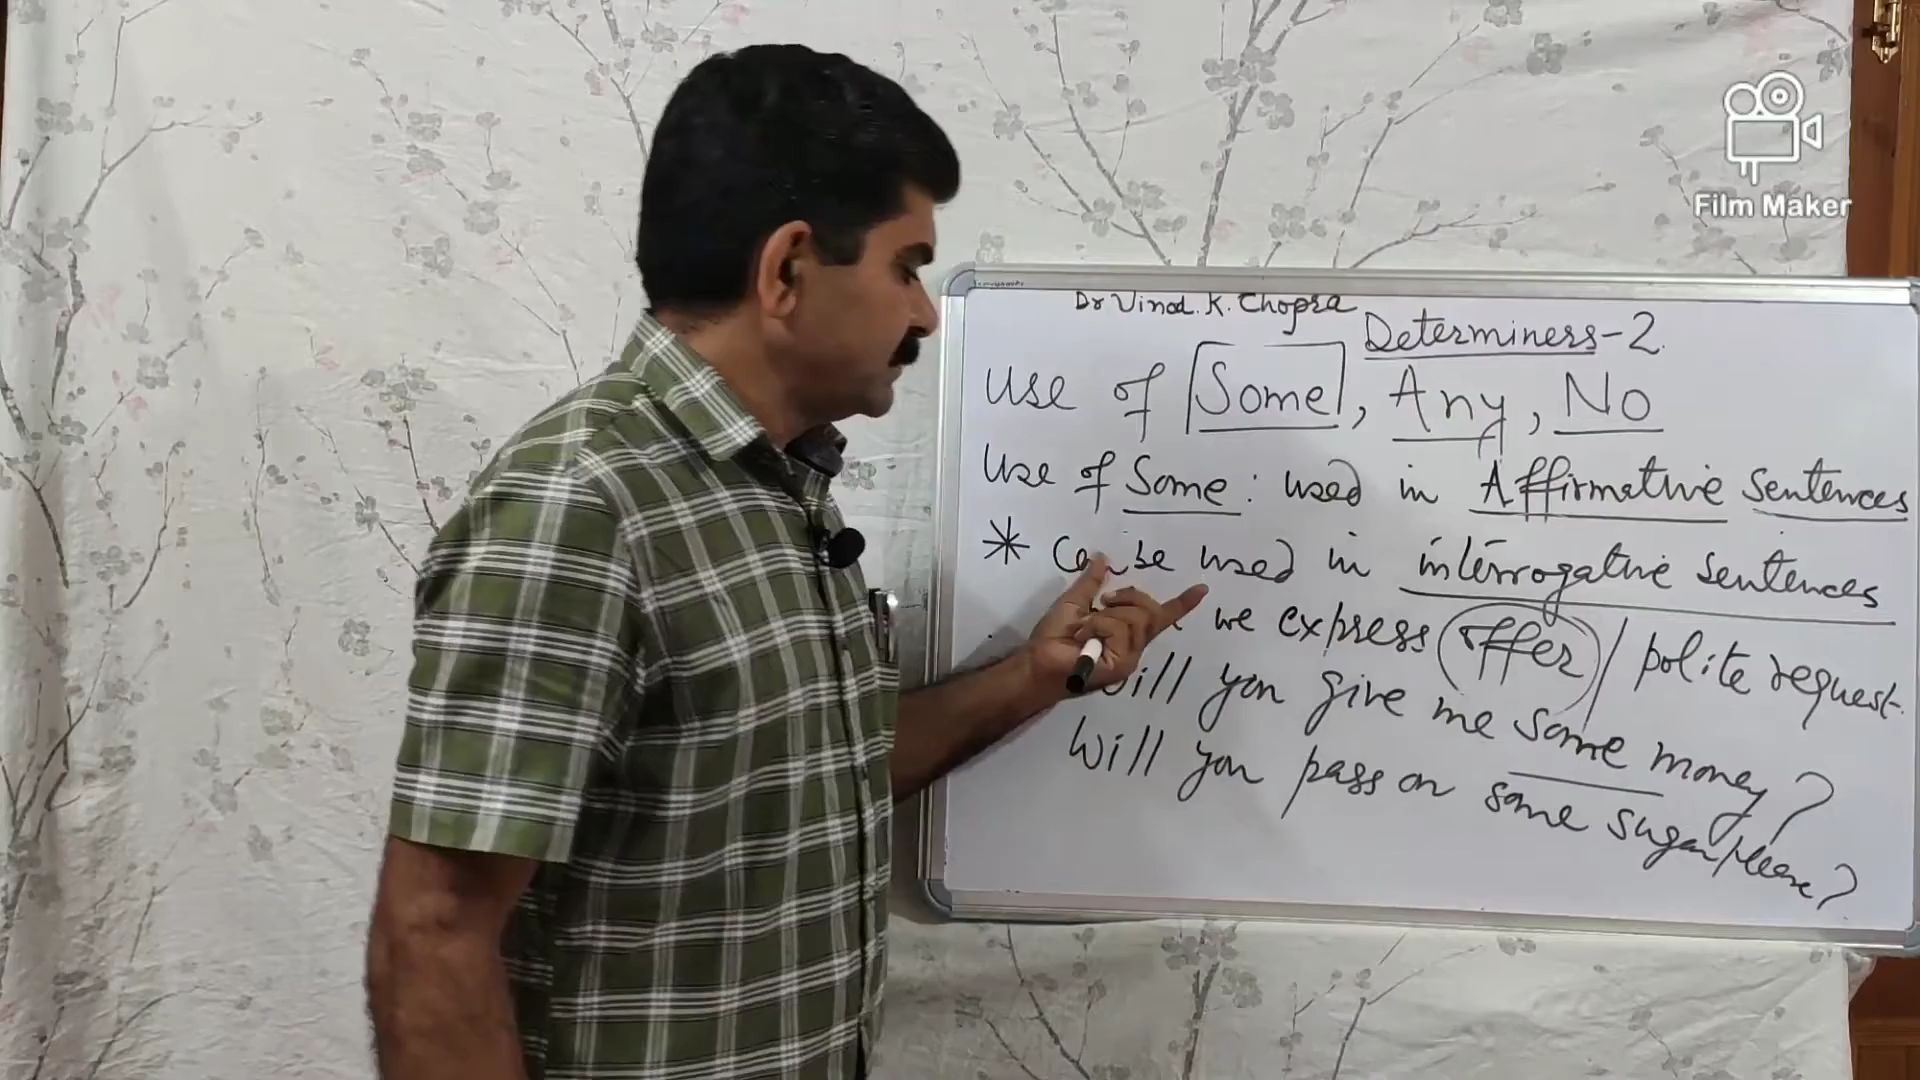 Film Maker
Dr Vinod. K. Chopra
Determiners-2.
Use of Some, Any, No
Use of Some: used in Affirmative Sentences
* Can be used in interrogative sentences
we express offer / polite request.
Will you give me some money?
Will you pass on some sugar please?